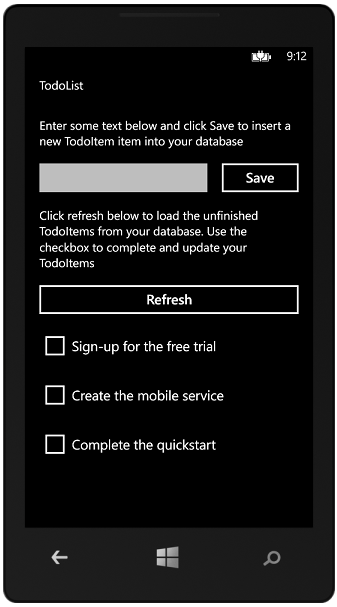 9:12
TodoList
Enter some text below and click Save to insert a
new TodoItem item into your database
Save
Click refresh below to load the unfinished
TodoItems from your database. Use the
checkbox to complete and update your
TodoItems
Refresh
Sign-up for the free trial
Create the mobile service
Complete the quickstart